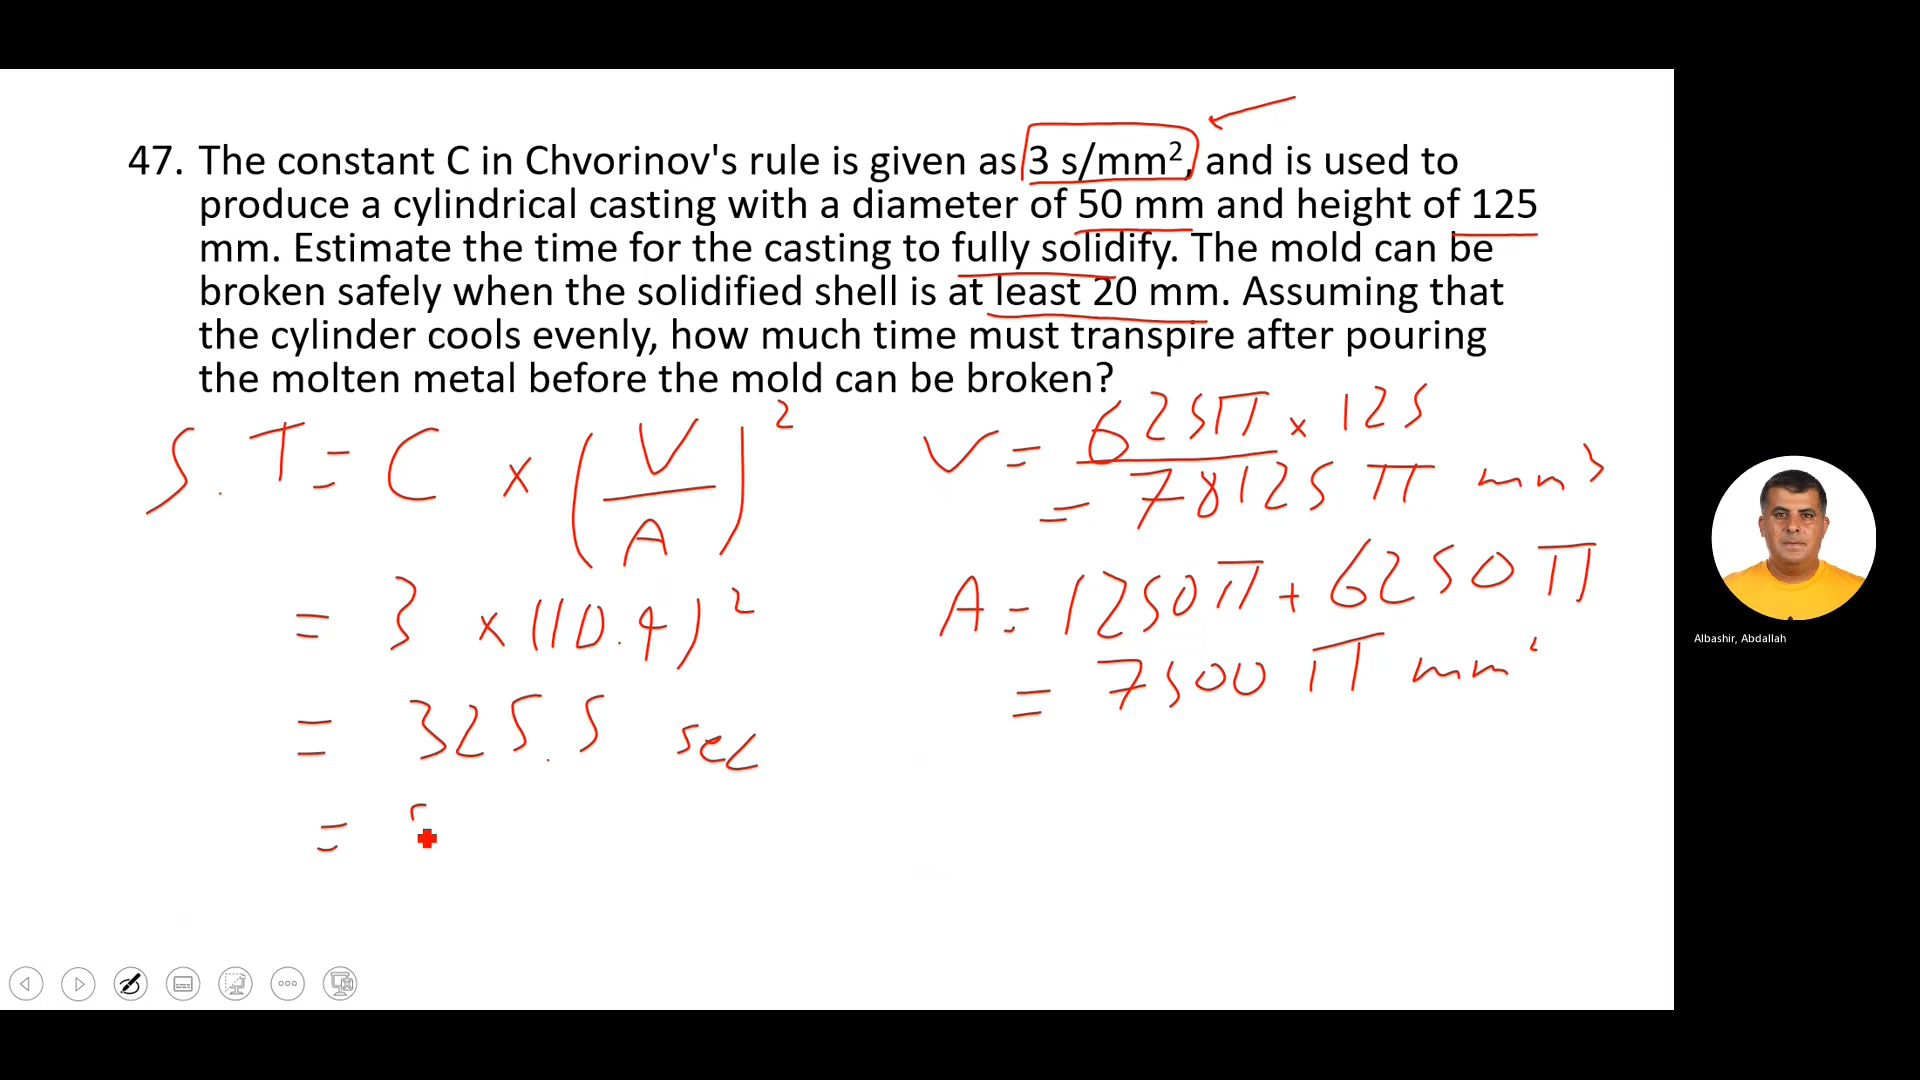 47. The constant C in Chvorinov's rule is given as 3 s/mm², and is used to
produce a cylindrical casting with a diameter of 50 mm and height of 125
mm. Estimate the time for the casting to fully solidify. The mold can be
broken safely when the solidified shell is at least 20 mm. Assuming that
the cylinder cools evenly, how much time must transpire after pouring
the molten metal before the mold can be broken?
S.T = C × (V/A)²
= 3 × (10.4)²
= 325.5 sec
=
V = 625π × 125
= 78125 π mm³
A = 1250π + 6250π
= 7500 π mm²
Albashir, Abdallah